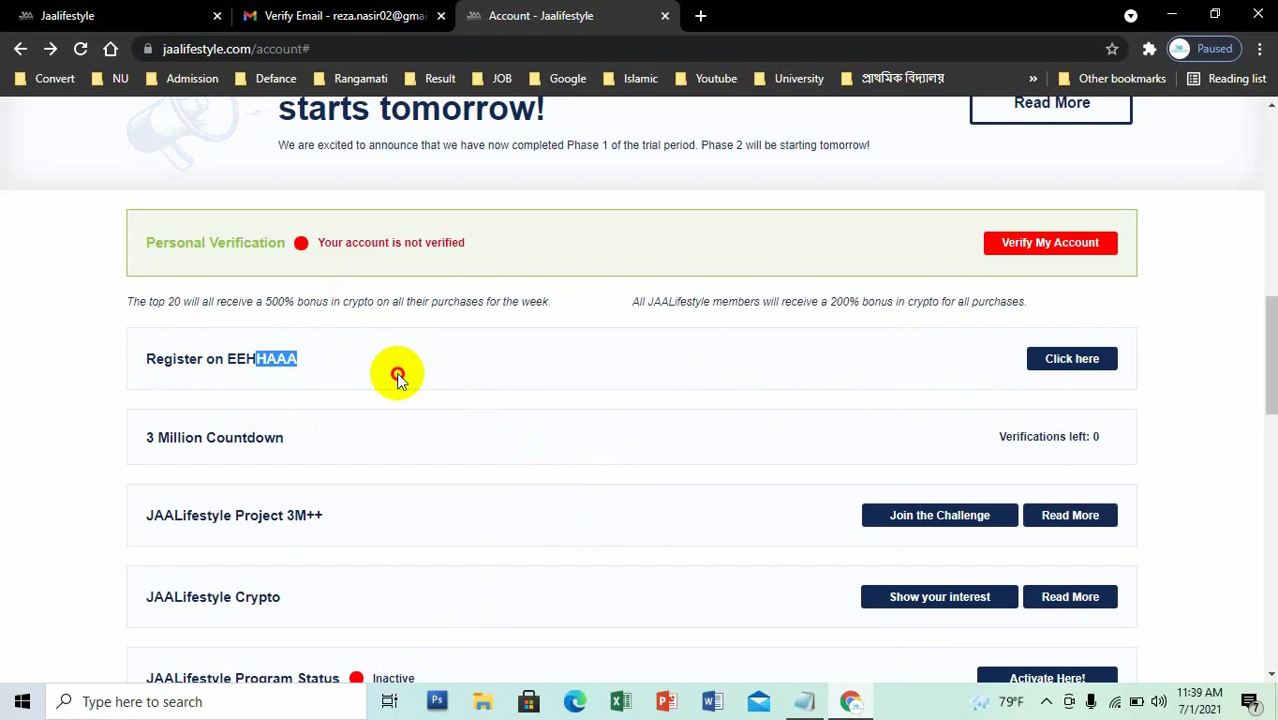 Jaalifestyle
Verify Email - reza.nasir02@gmai
Account - Jaalifestyle
jaalifestyle.com/account#
Paused
Convert
NU
Admission
Defance
Rangamati
Result
JOB
Google
Islamic
Youtube
University
প্রাথমিক বিদ্যালয়
»
Other bookmarks
Reading list
starts tomorrow!
Read More
We are excited to announce that we have now completed Phase 1 of the trial period. Phase 2 will be starting tomorrow!
Personal Verification
Your account is not verified
Verify My Account
The top 20 will all receive a 500% bonus in crypto on all their purchases for the week.
All JAALifestyle members will receive a 200% bonus in crypto for all purchases.
Register on EEHHAAA
Click here
3 Million Countdown
Verifications left: 0
JAALifestyle Project 3M++
Join the Challenge
Read More
JAALifestyle Crypto
Show your interest
Read More
JAALifestyle Program Status
Inactive
Activate Here!
Type here to search
79°F
11:39 AM
7/1/2021
7